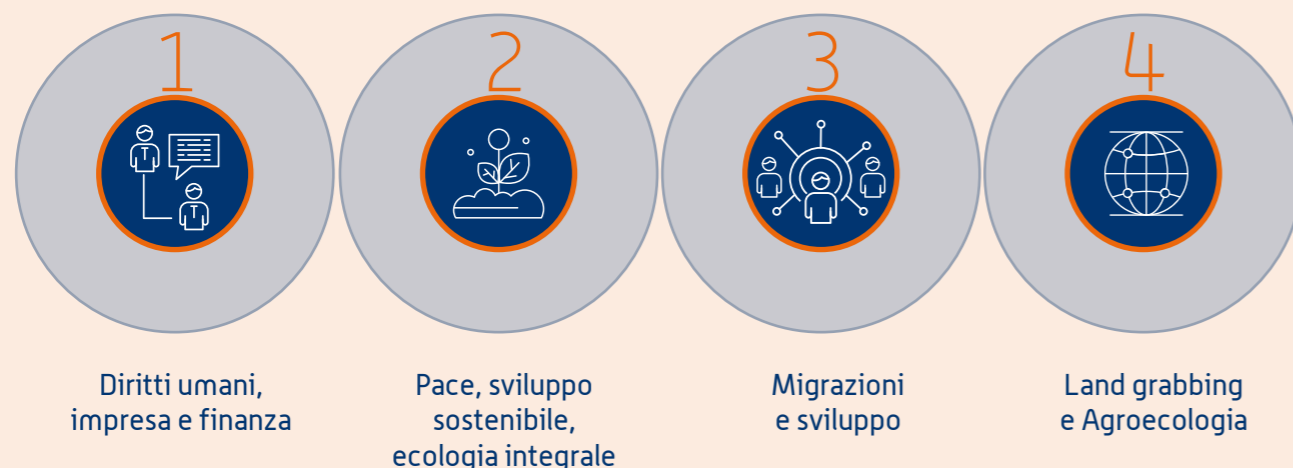 1
Diritti umani,
impresa e finanza
2
Pace, sviluppo
sostenibile,
ecologia integrale
3
Migrazioni
e sviluppo
4
Land grabbing
e Agroecologia